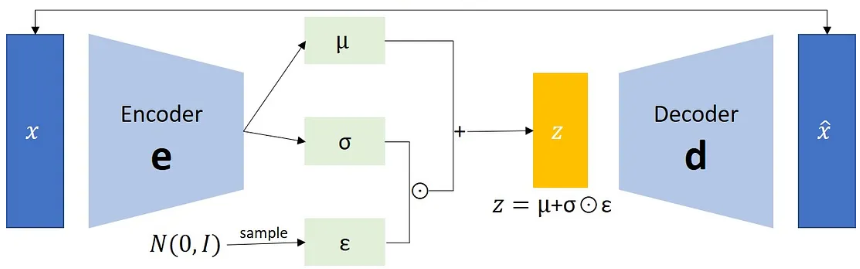 x
Encoder
e
μ
σ
N(0, I)
sample
ε
⊙
+
z
z = μ+σ⊙ε
Decoder
d
x̂